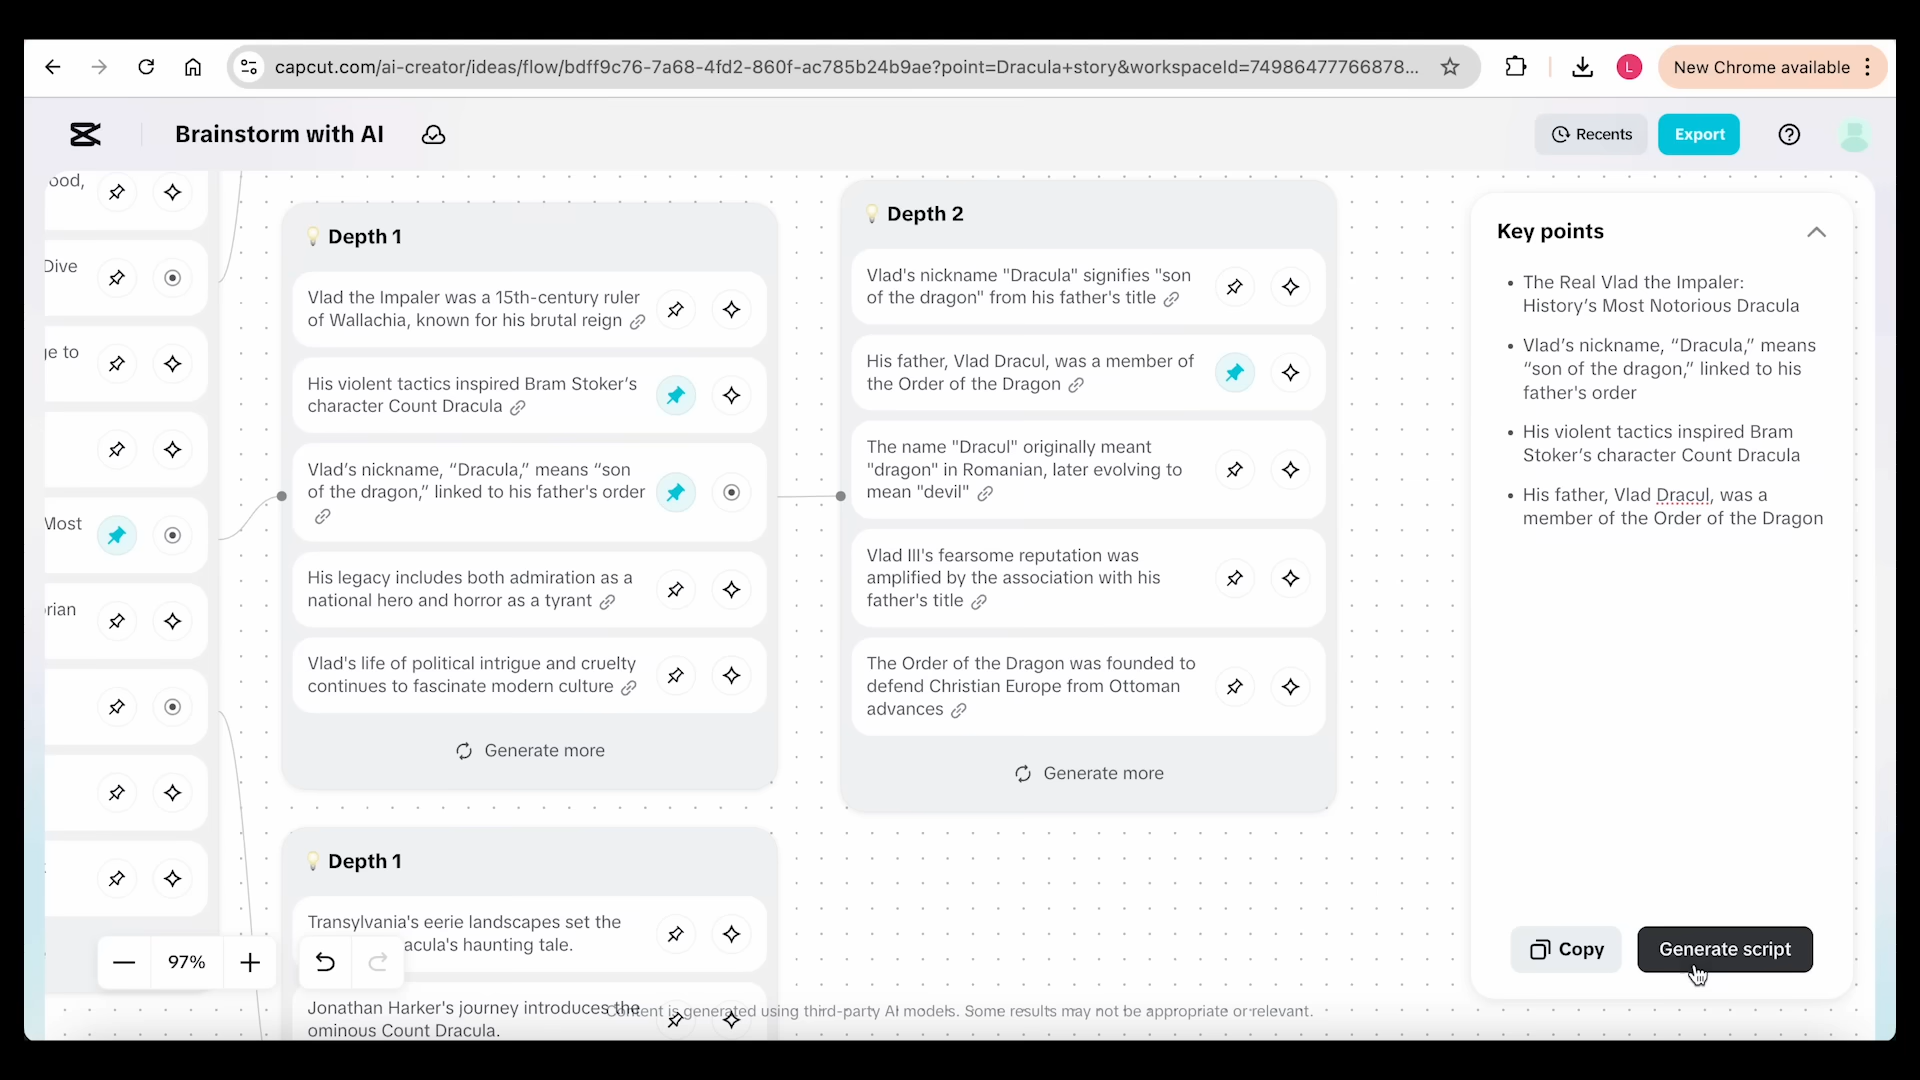 capcut.com/ai-creator/ideas/flow/bdff9c76-7a68-4fd2-860f-ac785b24b9ae?point=Dracula+story&workspaceId=74986477766878...
L
New Chrome available
Brainstorm with AI
Recents
Export
ood,
Dive
ge to
Most
rian
Depth 1
Vlad the Impaler was a 15th-century ruler
of Wallachia, known for his brutal reign
His violent tactics inspired Bram Stoker’s
character Count Dracula
Vlad’s nickname, “Dracula,” means “son
of the dragon,” linked to his father's order
His legacy includes both admiration as a
national hero and horror as a tyrant
Vlad's life of political intrigue and cruelty
continues to fascinate modern culture
Generate more
Depth 2
Vlad's nickname "Dracula" signifies "son
of the dragon" from his father's title
His father, Vlad Dracul, was a member of
the Order of the Dragon
The name "Dracul" originally meant
"dragon" in Romanian, later evolving to
mean "devil"
Vlad III's fearsome reputation was
amplified by the association with his
father's title
The Order of the Dragon was founded to
defend Christian Europe from Ottoman
advances
Generate more
Key points
• The Real Vlad the Impaler:
History’s Most Notorious Dracula
• Vlad’s nickname, “Dracula,” means
“son of the dragon,” linked to his
father's order
• His violent tactics inspired Bram
Stoker’s character Count Dracula
• His father, Vlad Dracul, was a
member of the Order of the Dragon
Copy
Generate script
Depth 1
Transylvania's eerie landscapes set the
acula's haunting tale.
Jonathan Harker's journey introduces the
ominous Count Dracula.
97%
Content is generated using third-party AI models. Some results may not be appropriate or relevant.